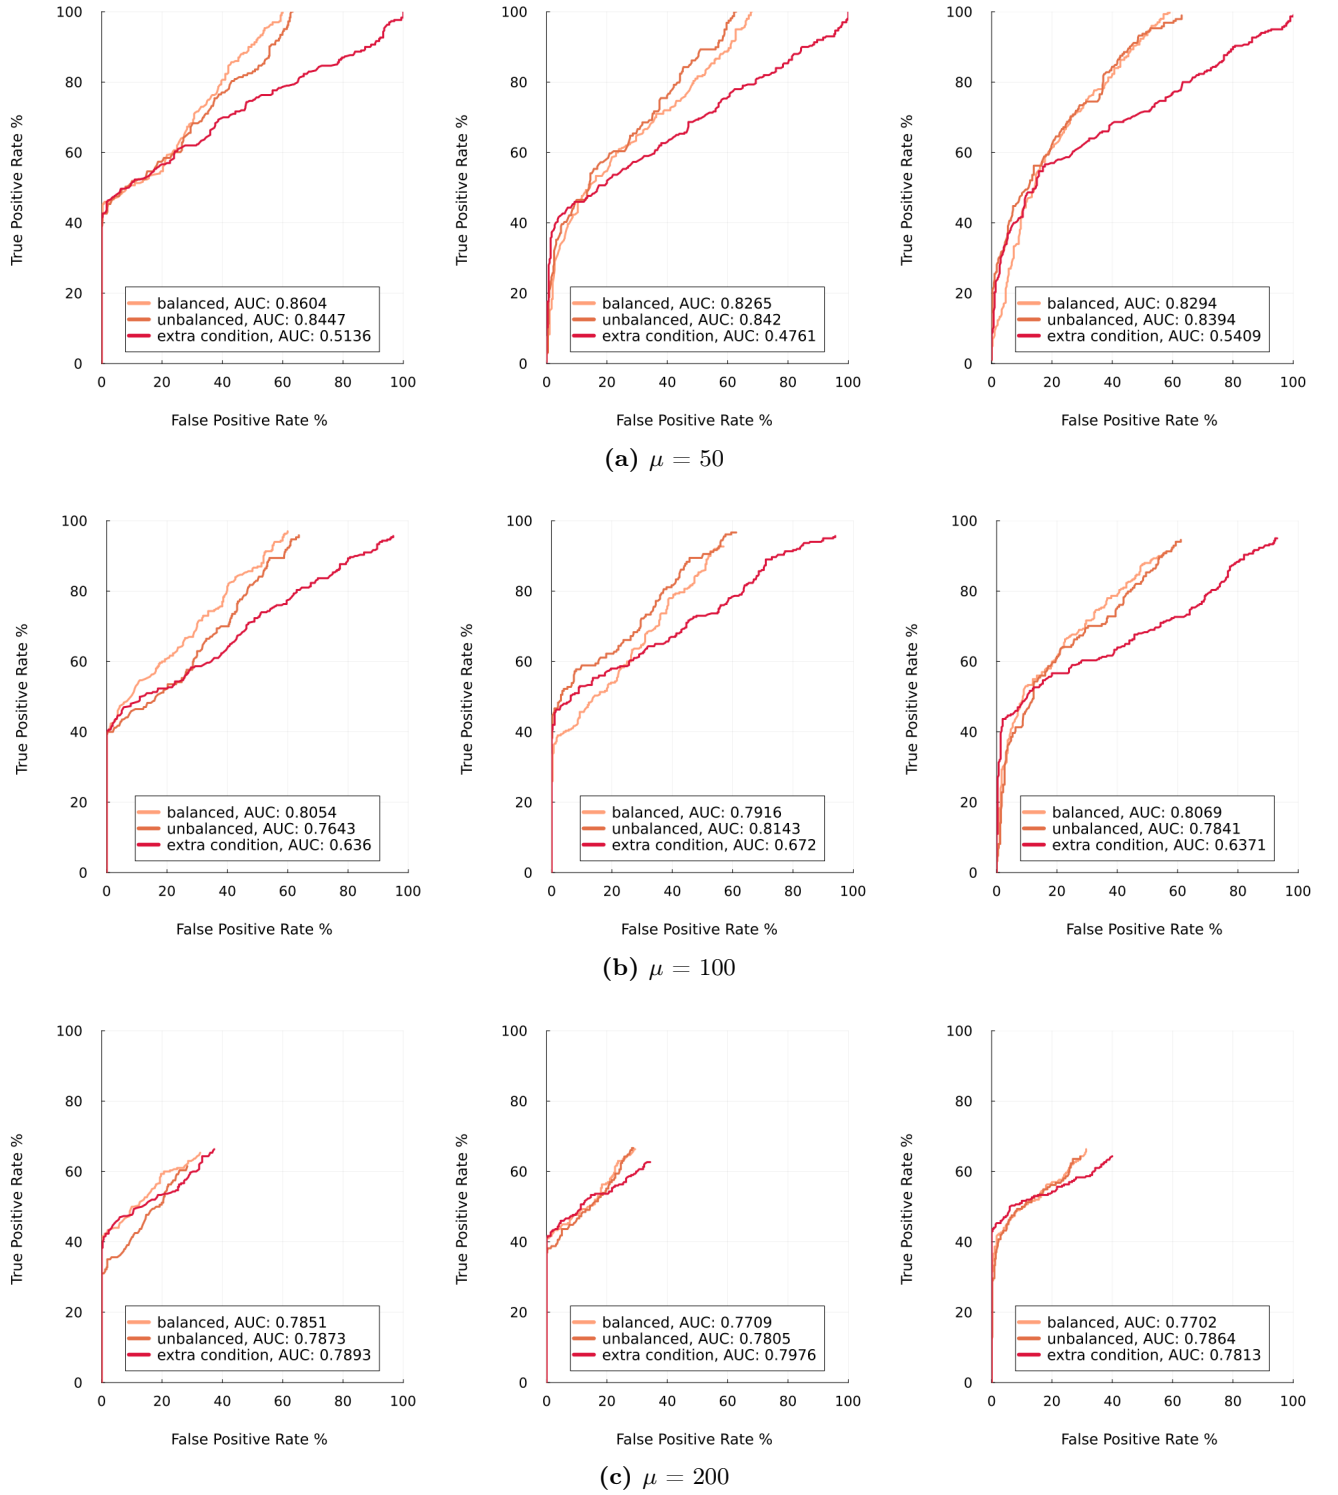 100
80
60
40
20
0
True Positive Rate %
balanced, AUC: 0.8604
unbalanced, AUC: 0.8447
extra condition, AUC: 0.5136
0 20 40 60 80 100
False Positive Rate %
100
80
60
40
20
0
True Positive Rate %
balanced, AUC: 0.8265
unbalanced, AUC: 0.842
extra condition, AUC: 0.4761
0 20 40 60 80 100
False Positive Rate %
100
80
60
40
20
0
True Positive Rate %
balanced, AUC: 0.8294
unbalanced, AUC: 0.8394
extra condition, AUC: 0.5409
0 20 40 60 80 100
False Positive Rate %
(a) μ = 50
100
80
60
40
20
0
True Positive Rate %
balanced, AUC: 0.8054
unbalanced, AUC: 0.7643
extra condition, AUC: 0.636
0 20 40 60 80 100
False Positive Rate %
100
80
60
40
20
0
True Positive Rate %
balanced, AUC: 0.7916
unbalanced, AUC: 0.8143
extra condition, AUC: 0.672
0 20 40 60 80 100
False Positive Rate %
100
80
60
40
20
0
True Positive Rate %
balanced, AUC: 0.8069
unbalanced, AUC: 0.7841
extra condition, AUC: 0.6371
0 20 40 60 80 100
False Positive Rate %
(b) μ = 100
100
80
60
40
20
0
True Positive Rate %
balanced, AUC: 0.7851
unbalanced, AUC: 0.7873
extra condition, AUC: 0.7893
0 20 40 60 80 100
False Positive Rate %
100
80
60
40
20
0
True Positive Rate %
balanced, AUC: 0.7709
unbalanced, AUC: 0.7805
extra condition, AUC: 0.7976
0 20 40 60 80 100
False Positive Rate %
100
80
60
40
20
0
True Positive Rate %
balanced, AUC: 0.7702
unbalanced, AUC: 0.7864
extra condition, AUC: 0.7813
0 20 40 60 80 100
False Positive Rate %
(c) μ = 200